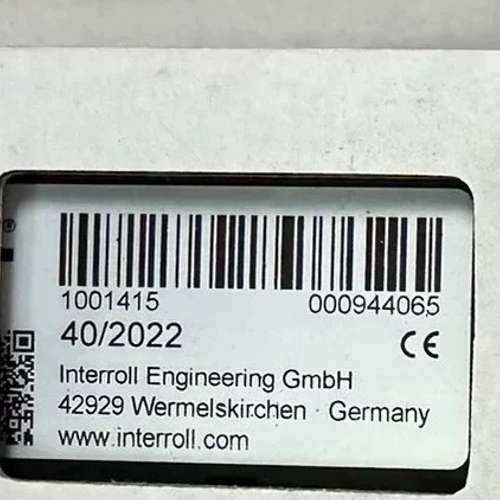 ®
1001415 000944065
40/2022 CE
Interroll Engineering GmbH
42929 Wermelskirchen · Germany
www.interroll.com